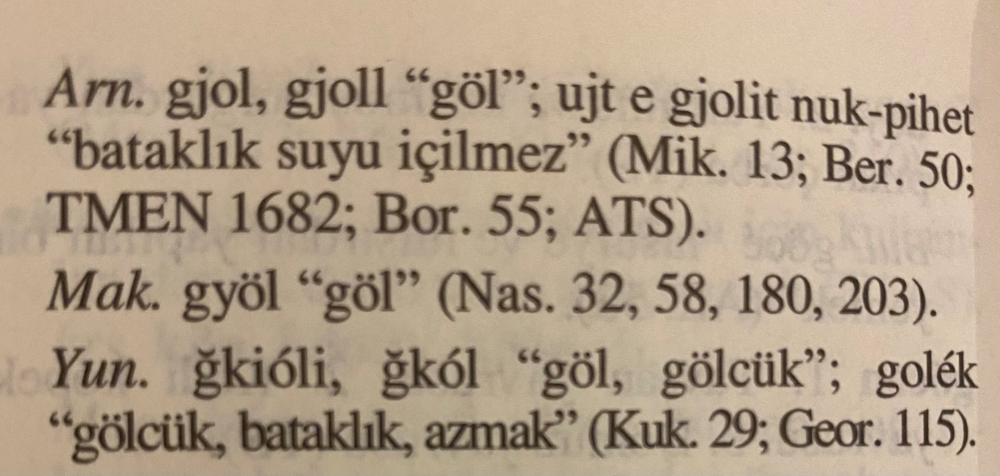 Arn. gjol, gjoll “göl”; ujt e gjolit nuk-pihet
“bataklık suyu içilmez” (Mik. 13; Ber. 50;
TMEN 1682; Bor. 55; ATS).
Mak. gyöl “göl” (Nas. 32, 58, 180, 203).
Yun. ğkióli, ğkól “göl, gölcük”; golék
“gölcük, bataklık, azmak” (Kuk. 29; Geor. 115).